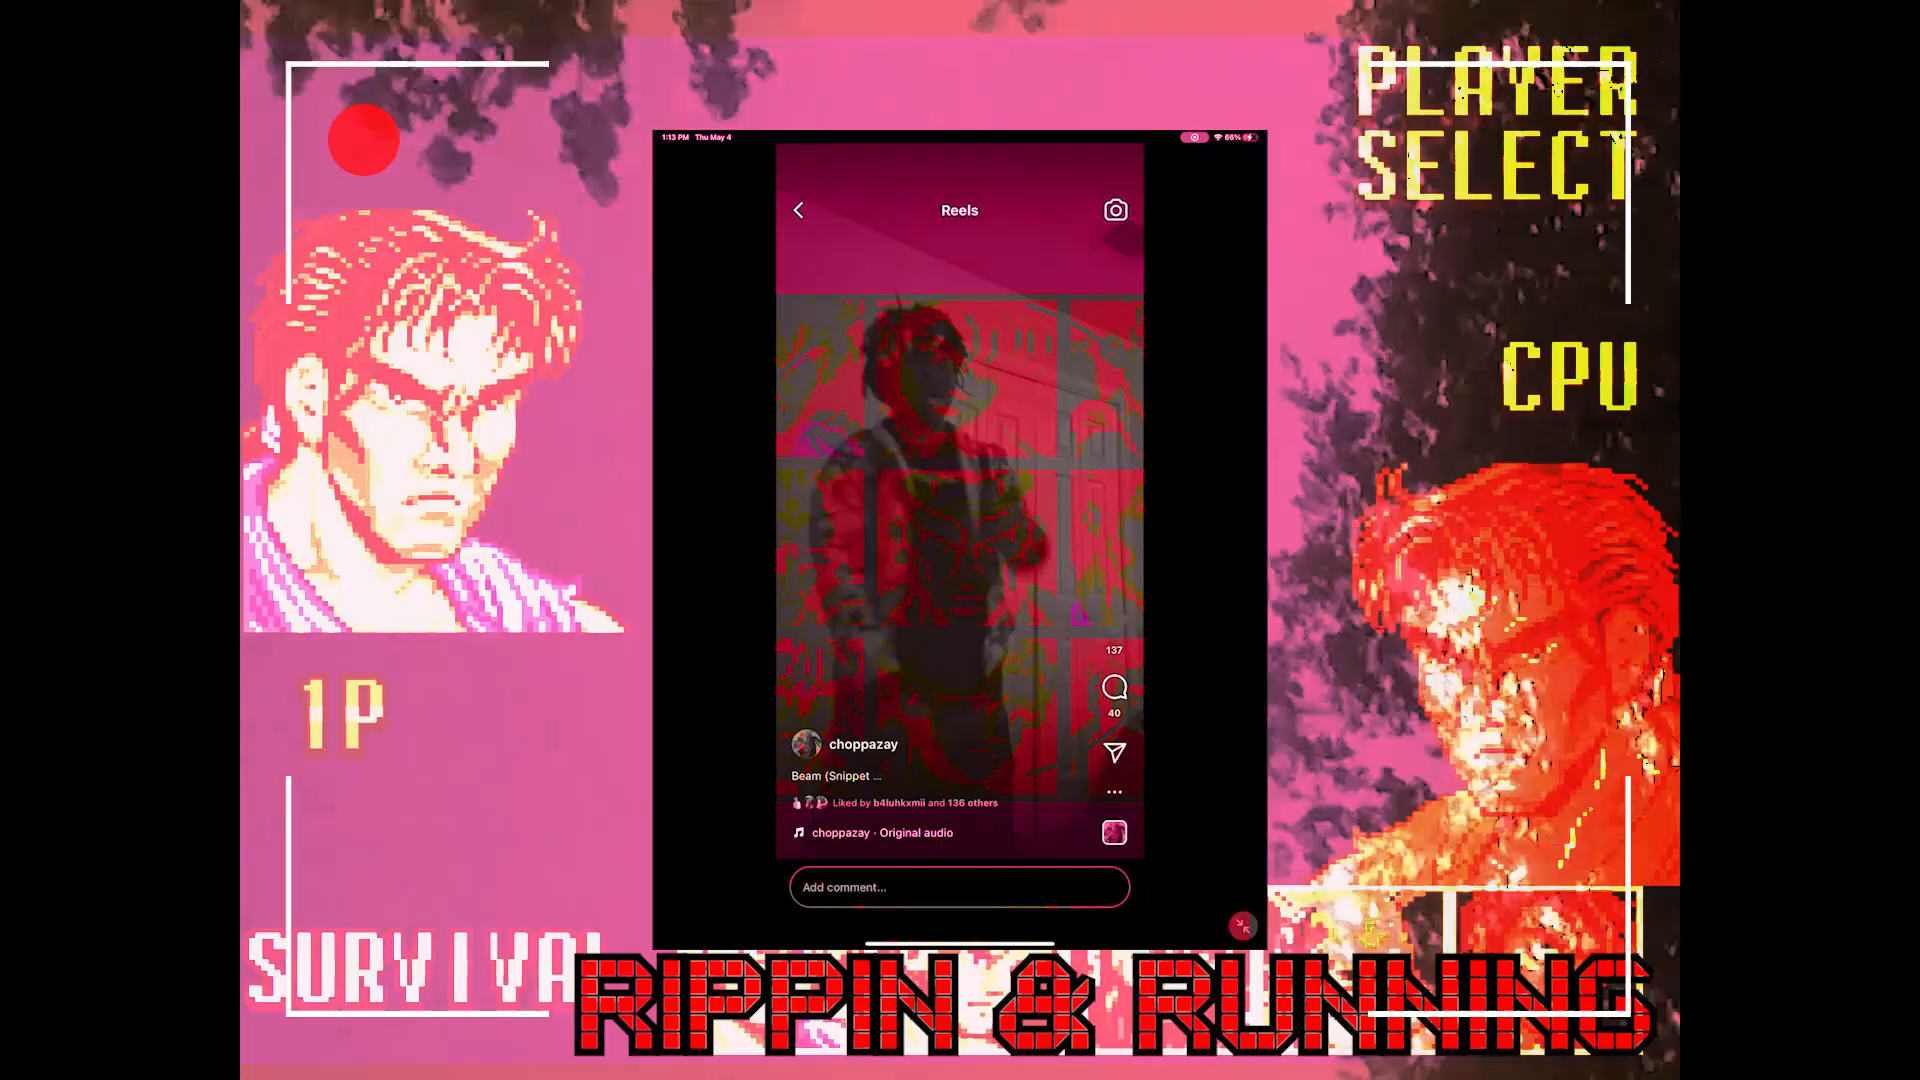 PLAYER
SELECT
1:13 PM Thu May 4
66%
Reels
CPU
137
40
1P
choppazay
Beam (Snippet ...
Liked by b4luhkxmii and 136 others
choppazay · Original audio
Add comment...
SURVIVAL
RIPPIN & RUNNING